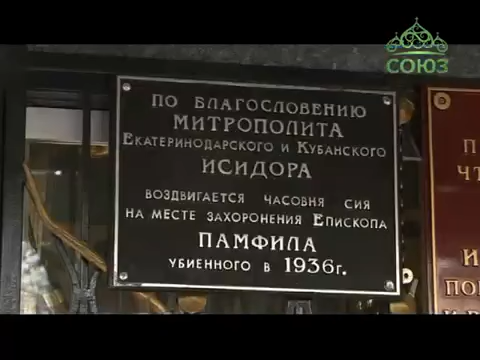 СОЮЗ
ПО БЛАГОСЛОВЕНИЮ
МИТРОПОЛИТА
ЕКАТЕРИНОДАРСКОГО И КУБАНСКОГО
ИСИДОРА
ВОЗДВИГАЕТСЯ ЧАСОВНЯ СИЯ
НА МЕСТЕ ЗАХОРОНЕНИЯ ЕПИСКОПА
ПАМФИЛА
УБИЕННОГО В 1936г.